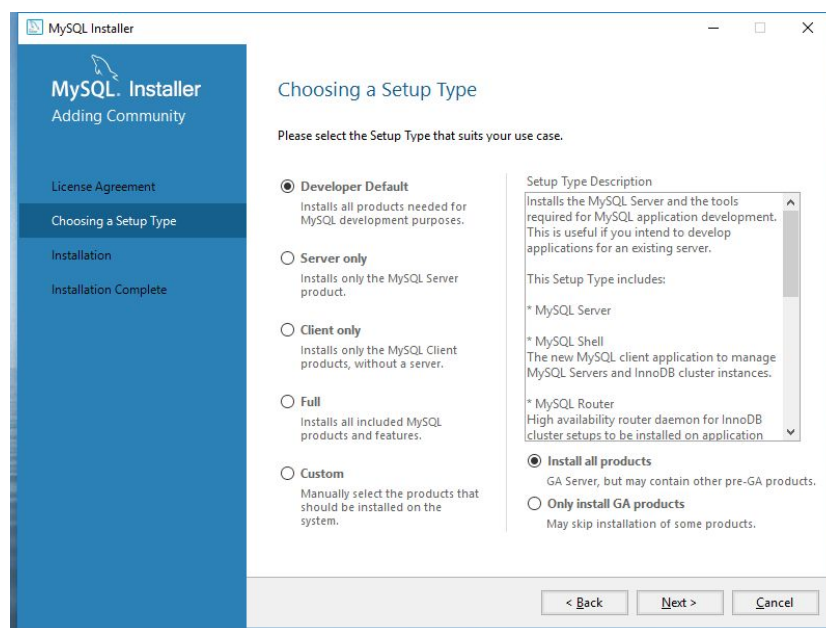 MySQL Installer
MySQL. Installer
Adding Community
License Agreement
Choosing a Setup Type
Installation
Installation Complete
Choosing a Setup Type
Please select the Setup Type that suits your use case.
Developer Default
Installs all products needed for
MySQL development purposes.
Server only
Installs only the MySQL Server
product.
Client only
Installs only the MySQL Client
products, without a server.
Full
Installs all included MySQL
products and features.
Custom
Manually select the products that
should be installed on the
system.
Setup Type Description
Installs the MySQL Server and the tools
required for MySQL application development.
This is useful if you intend to develop
applications for an existing server.
This Setup Type includes:
* MySQL Server
* MySQL Shell
The new MySQL client application to manage
MySQL Servers and InnoDB cluster instances.
* MySQL Router
High availability router daemon for InnoDB
cluster setups to be installed on application
Install all products
GA Server, but may contain other pre-GA products.
Only install GA products
May skip installation of some products.
< Back
Next >
Cancel